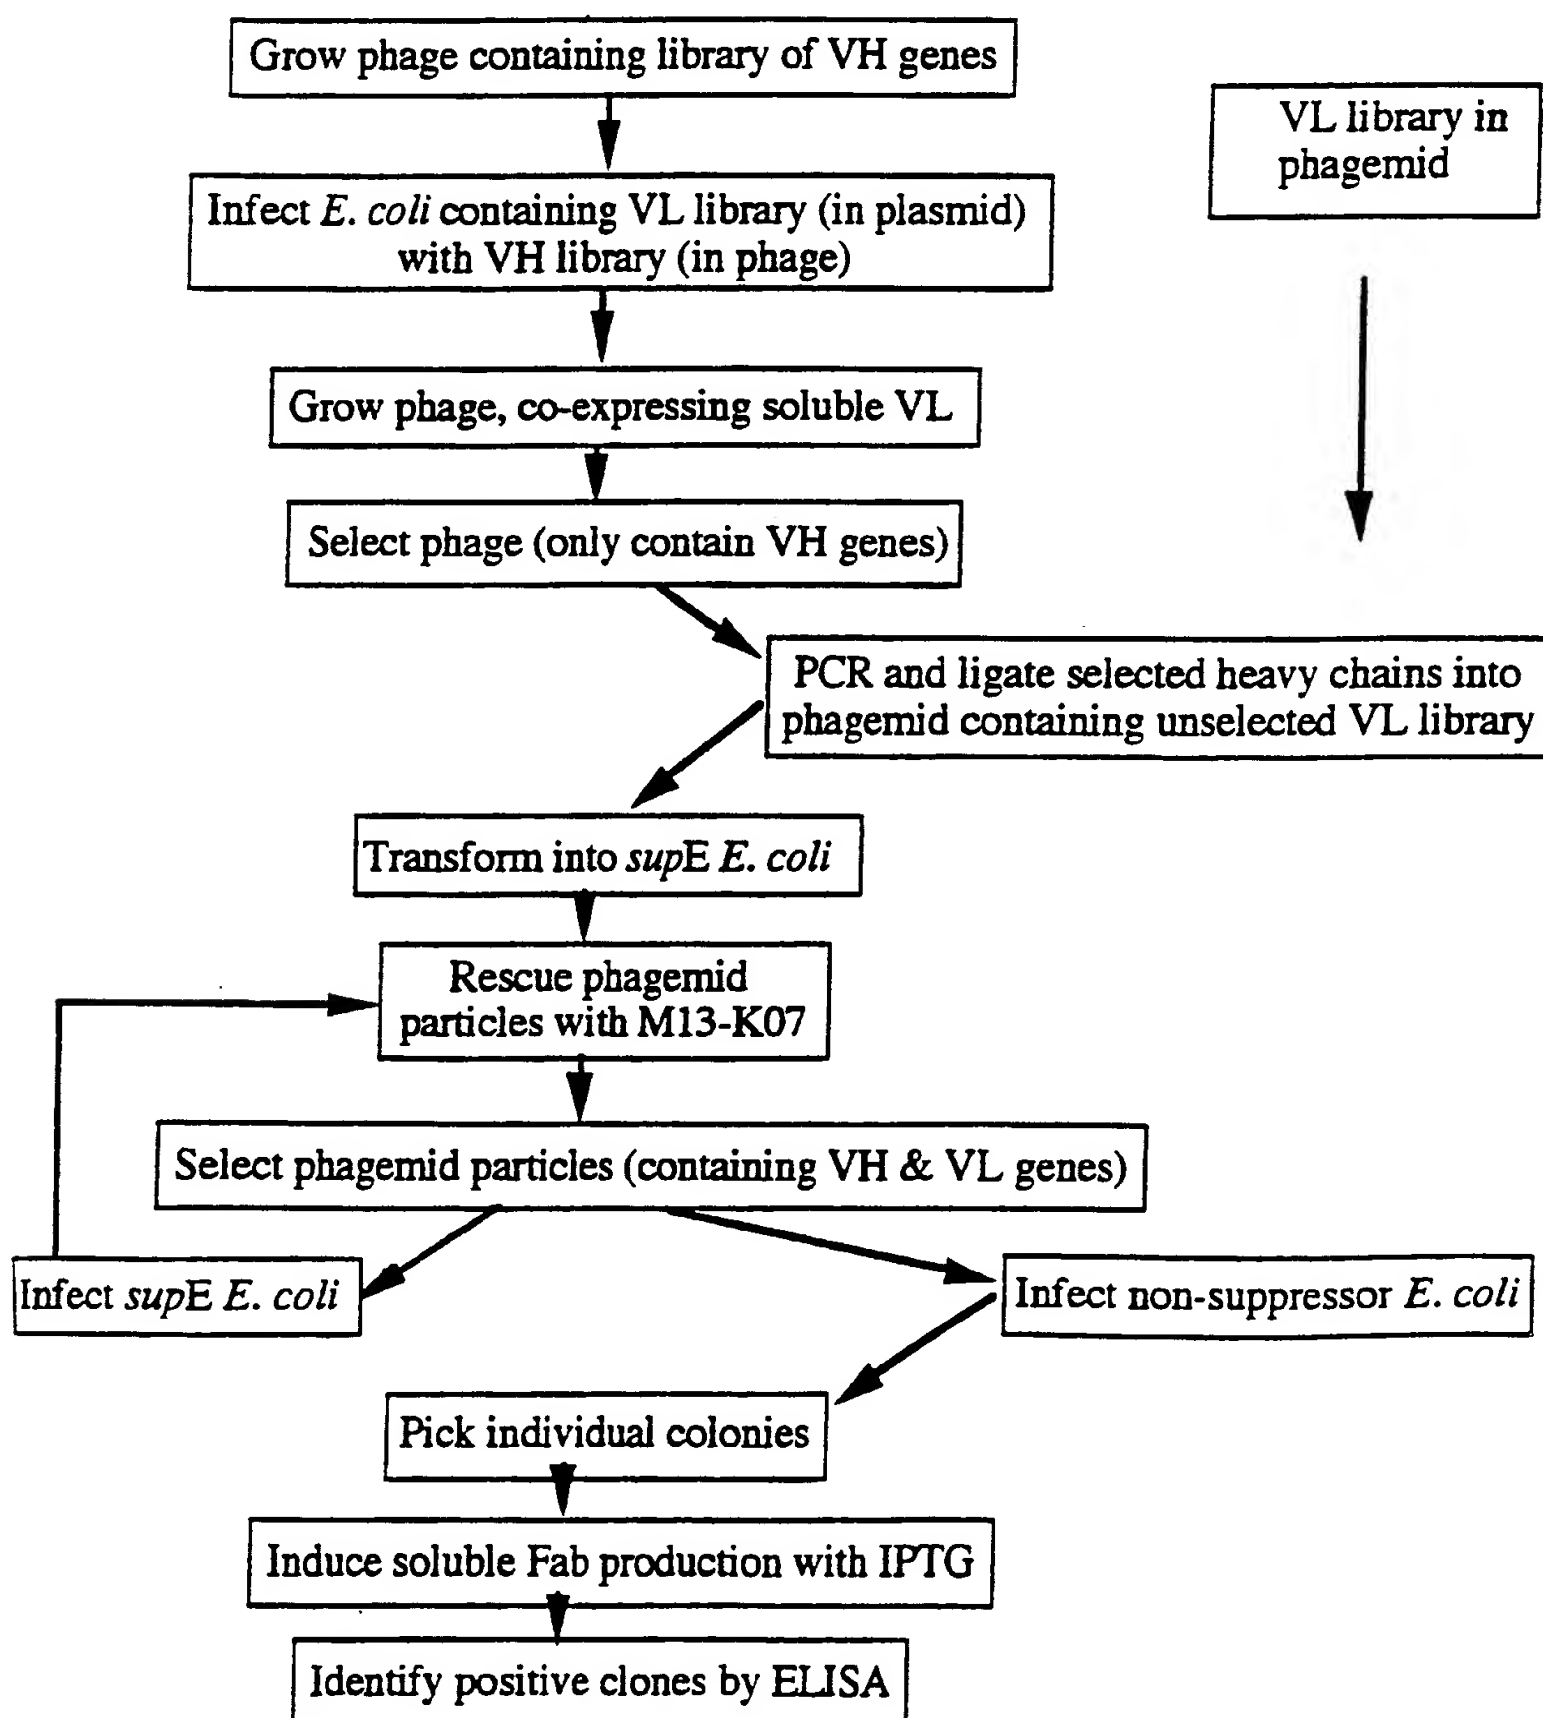 Grow phage containing library of VH genes
VL library in
phagemid
Infect E. coli containing VL library (in plasmid)
with VH library (in phage)
Grow phage, co-expressing soluble VL
Select phage (only contain VH genes)
PCR and ligate selected heavy chains into
phagemid containing unselected VL library
Transform into supE E. coli
Rescue phagemid
particles with M13-K07
Select phagemid particles (containing VH & VL genes)
Infect supE E. coli
Infect non-suppressor E. coli
Pick individual colonies
Induce soluble Fab production with IPTG
Identify positive clones by ELISA